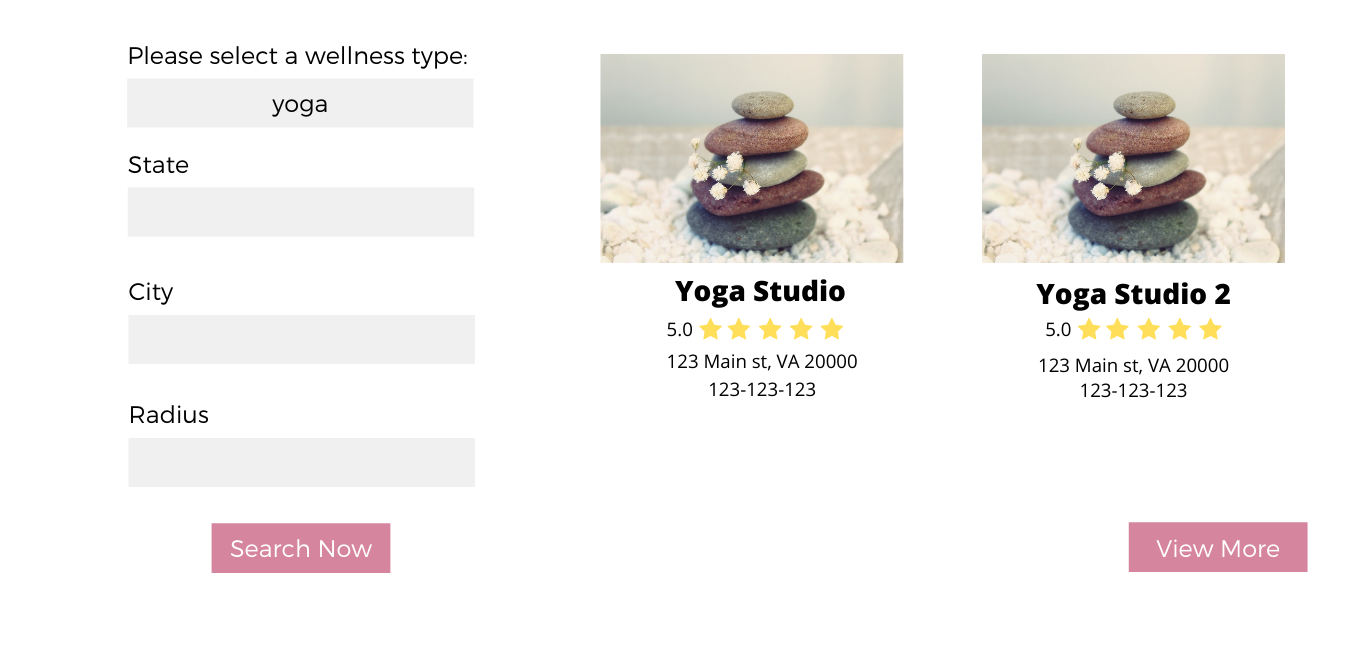 Please select a wellness type:
yoga
State
City
Radius
Search Now
Yoga Studio
5.0
123 Main st, VA 20000
123-123-123
Yoga Studio 2
5.0
123 Main st, VA 20000
123-123-123
View More